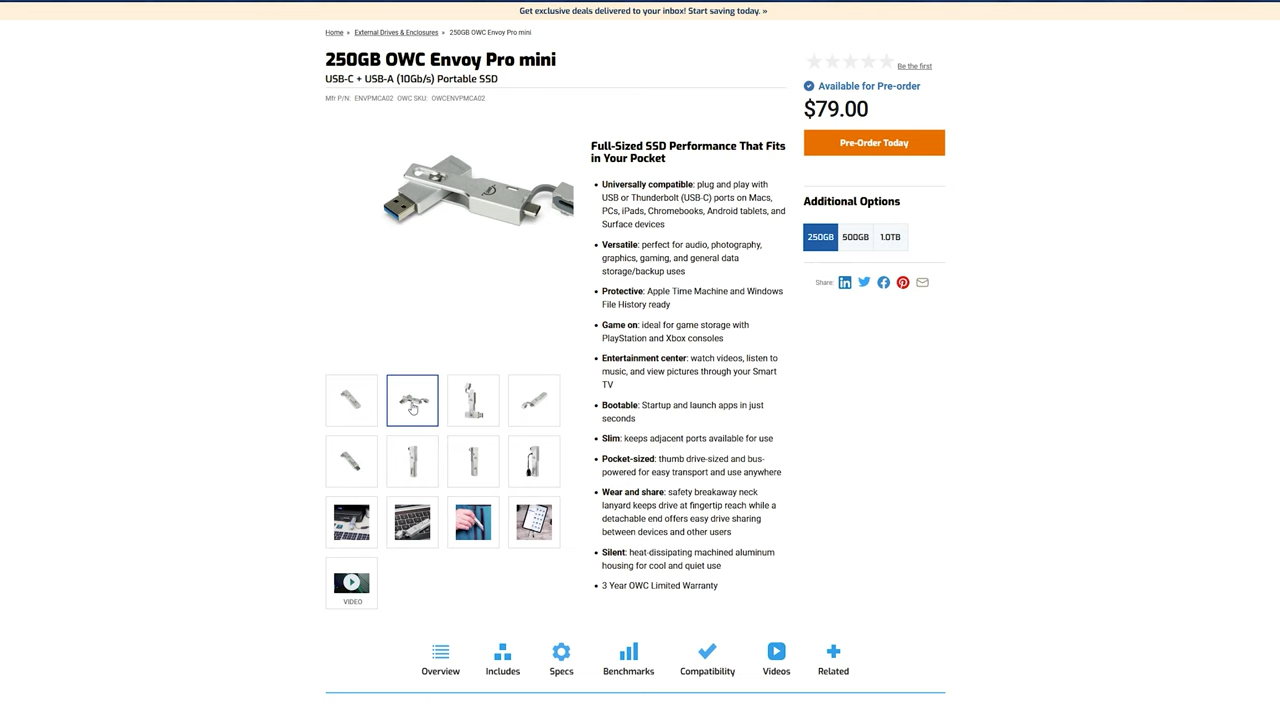 Get exclusive deals delivered to your inbox! Start saving today. »
Home » External Drives & Enclosures » 250GB OWC Envoy Pro mini
250GB OWC Envoy Pro mini
USB-C + USB-A (10Gb/s) Portable SSD
Mfr P/N: ENVPMCA02 OWC SKU: OWCENVPMCA02
Be the first
Available for Pre-order
$79.00
Pre-Order Today
Additional Options
250GB 500GB 1.0TB
Share:
Full-Sized SSD Performance That Fits
in Your Pocket
• Universally compatible: plug and play with
USB or Thunderbolt (USB-C) ports on Macs,
PCs, iPads, Chromebooks, Android tablets, and
Surface devices
• Versatile: perfect for audio, photography,
graphics, gaming, and general data
storage/backup uses
• Protective: Apple Time Machine and Windows
File History ready
• Game on: ideal for game storage with
PlayStation and Xbox consoles
• Entertainment center: watch videos, listen to
music, and view pictures through your Smart
TV
• Bootable: Startup and launch apps in just
seconds
• Slim: keeps adjacent ports available for use
• Pocket-sized: thumb drive-sized and bus-
powered for easy transport and use anywhere
• Wear and share: safety breakaway neck
lanyard keeps drive at fingertip reach while a
detachable end offers easy drive sharing
between devices and other users
• Silent: heat-dissipating machined aluminum
housing for cool and quiet use
• 3 Year OWC Limited Warranty
VIDEO
Overview Includes Specs Benchmarks Compatibility Videos Related